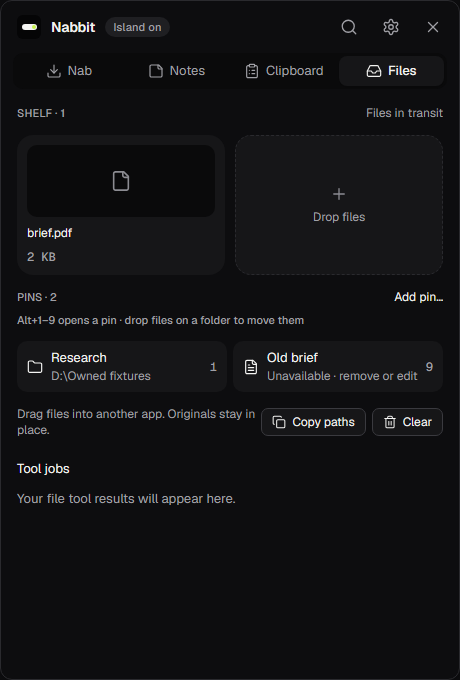 Nabbit
Island on
Nab
Notes
Clipboard
Files
SHELF · 1
Files in transit
brief.pdf
2 KB
Drop files
PINS · 2
Add pin…
Alt+1–9 opens a pin · drop files on a folder to move them
Research
D:\Owned fixtures
1
Old brief
Unavailable · remove or edit
9
Drag files into another app. Originals stay in
place.
Copy paths
Clear
Tool jobs
Your file tool results will appear here.